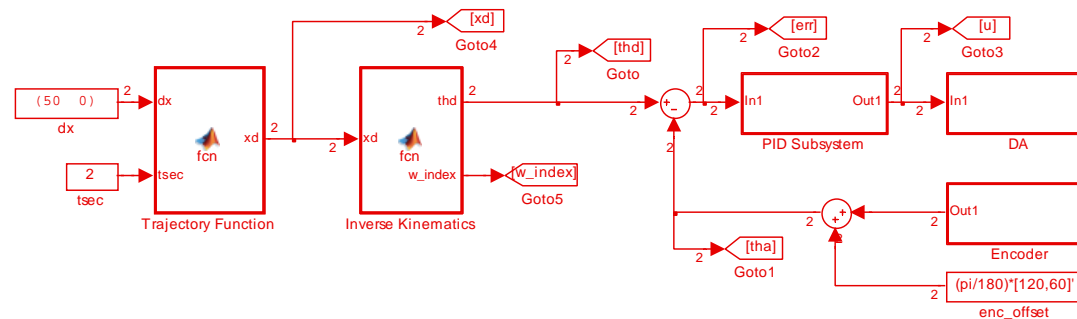 [xd]
2
Goto4
[thd]
2
Goto
[err]
2
Goto2
[u]
2
Goto3
(50 0)
2
dx
dx
fcn
xd
2
2
tsec
2
tsec
Trajectory Function
xd
fcn
thd
2
w_index
2
[w_index]
Goto5
Inverse Kinematics
2
+
−
2
2
2
In1
Out1
PID Subsystem
2
2
In1
DA
[tha]
2
Goto1
2
+
+
2
2
Out1
Encoder
(pi/180)*[120,60]'
2
enc_offset